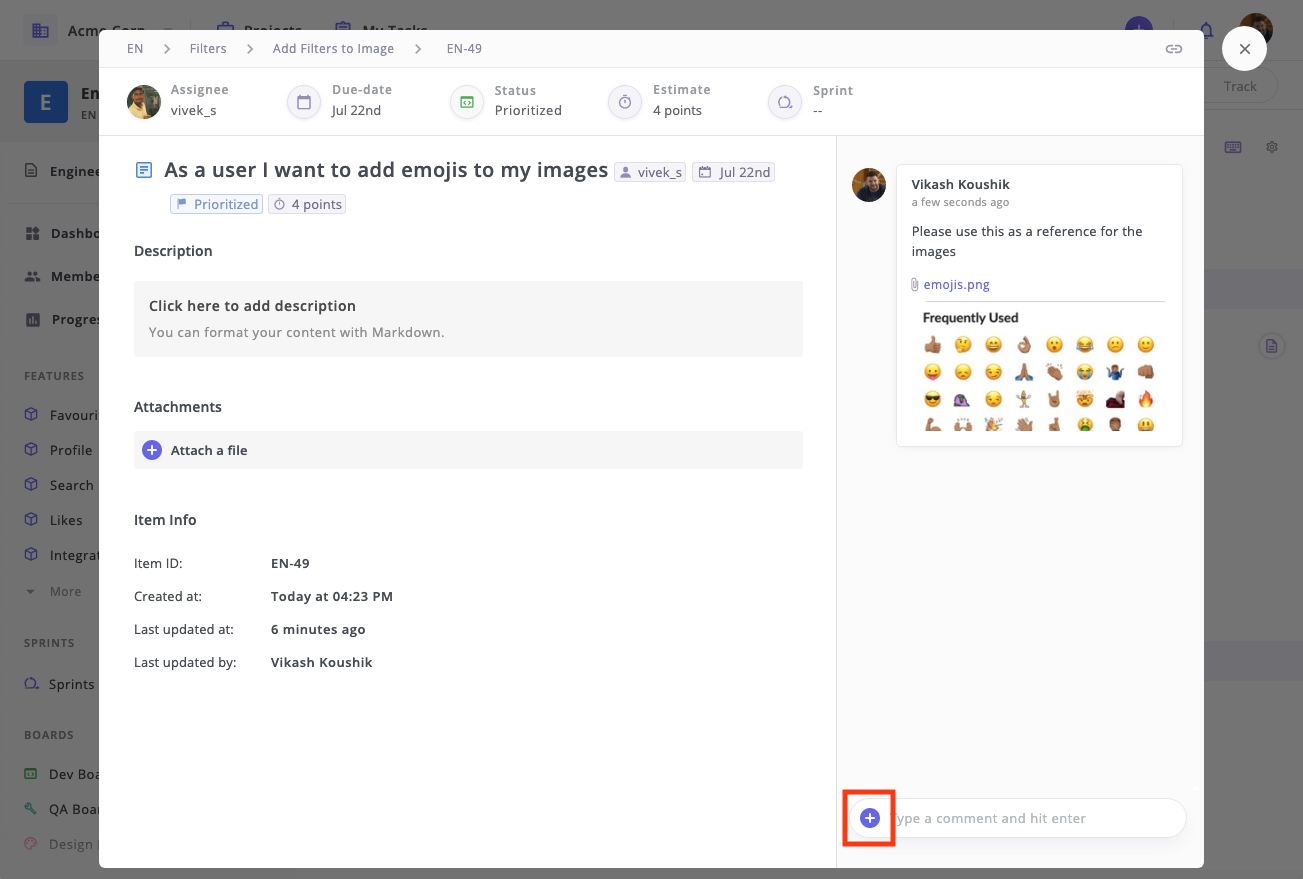 Acme Corp
Projects
My Tasks
EN
Filters
Add Filters to Image
EN-49
Assignee
vivek_s
Due-date
Jul 22nd
Status
Prioritized
Estimate
4 points
Sprint
--
E
En
EN
Track
Enginee
Dashbo
Membe
Progres
FEATURES
Favouri
Profile
Search
Likes
Integrat
More
SPRINTS
Sprints
BOARDS
Dev Boa
QA Boar
Design
As a user I want to add emojis to my images
vivek_s
Jul 22nd
Prioritized
4 points
Description
Click here to add description
You can format your content with Markdown.
Attachments
Attach a file
Item Info
Item ID: EN-49
Created at: Today at 04:23 PM
Last updated at: 6 minutes ago
Last updated by: Vikash Koushik
Vikash Koushik
a few seconds ago
Please use this as a reference for the
images
emojis.png
Frequently Used
ype a comment and hit enter